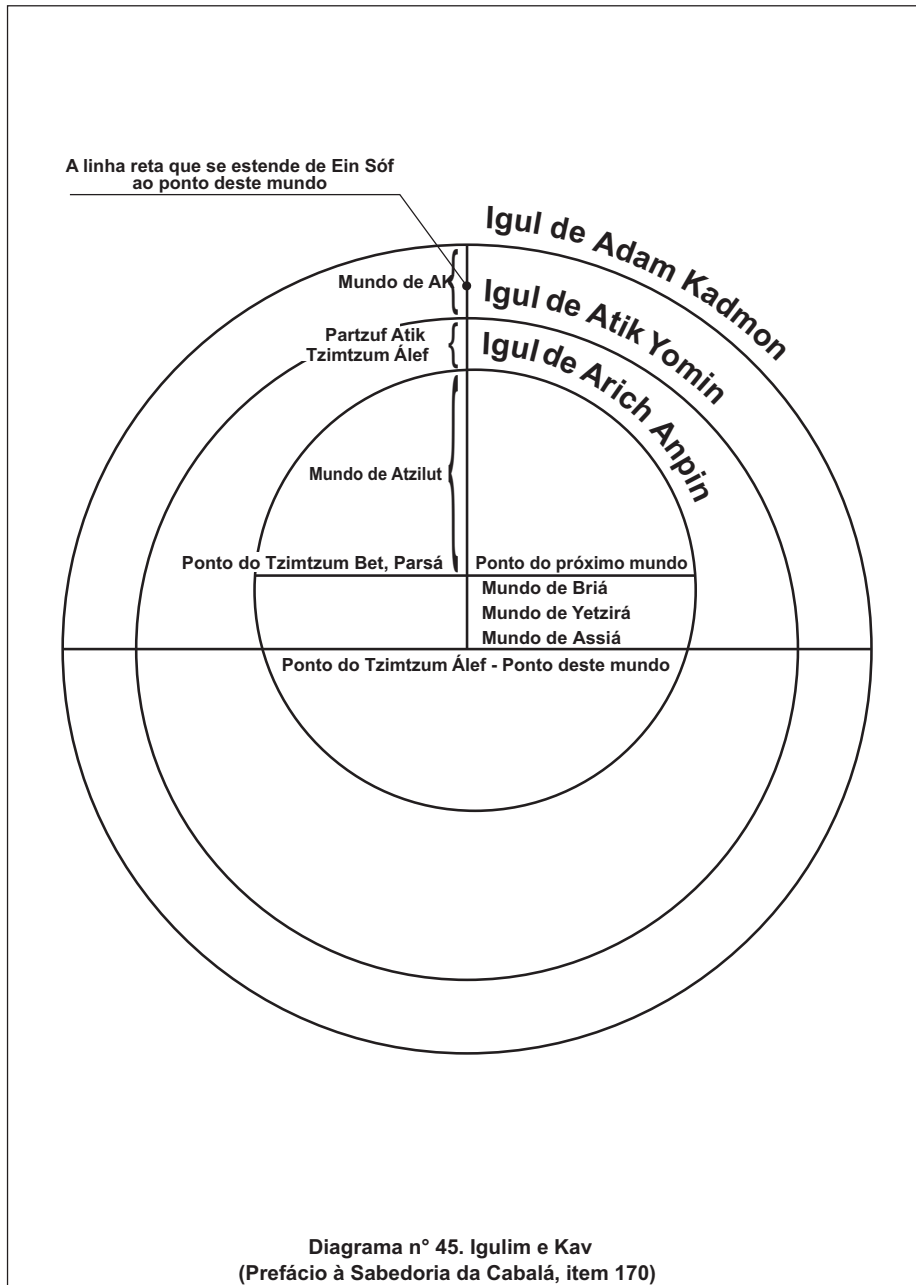 A linha reta que se estende de Ein Sóf
ao ponto deste mundo
Igul de Adam Kadmon
Mundo de AK
Igul de Atik Yomin
Partzuf Atik
Tzimtzum Álef
Igul de Arich Anpin
Mundo de Atzilut
Ponto do Tzimtzum Bet, Parsá
Ponto do próximo mundo
Mundo de Briá
Mundo de Yetzirá
Mundo de Assiá
Ponto do Tzimtzum Álef - Ponto deste mundo
Diagrama n° 45. Igulim e Kav
(Prefácio à Sabedoria da Cabalá, item 170)